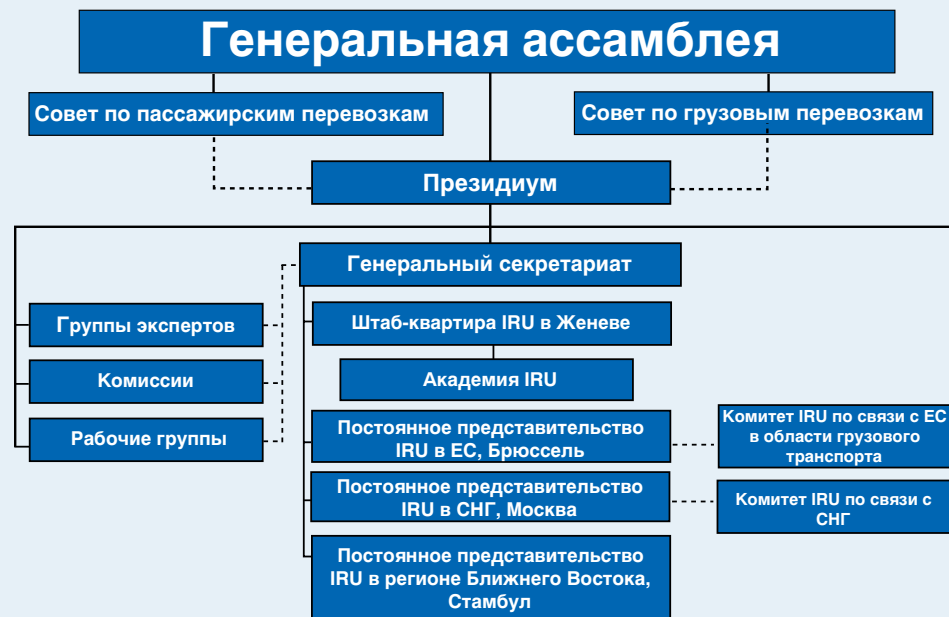 Генеральная ассамблея
Совет по пассажирским перевозкам
Совет по грузовым перевозкам
Президиум
Генеральный секретариат
Группы экспертов
Штаб-квартира IRU в Женеве
Комиссии
Академия IRU
Рабочие группы
Постоянное представительство
IRU в ЕС, Брюссель
Комитет IRU по связи с ЕС
в области грузового
транспорта
Постоянное представительство
IRU в СНГ, Москва
Комитет IRU по связи с
СНГ
Постоянное представительство
IRU в регионе Ближнего Востока,
Стамбул